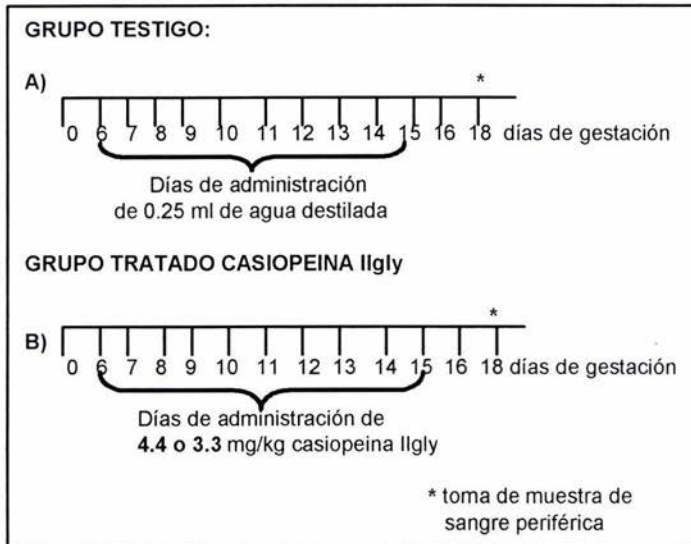 GRUPO TESTIGO:
A)
*
0 6 7 8 9 10 11 12 13 14 15 16 18 días de gestación
Días de administración
de 0.25 ml de agua destilada
GRUPO TRATADO CASIOPEINA IIgly
*
B)
0 6 7 8 9 10 11 12 13 14 15 16 18 días de gestación
Días de administración de
4.4 o 3.3 mg/kg casiopeina IIgly
* toma de muestra de
sangre periférica